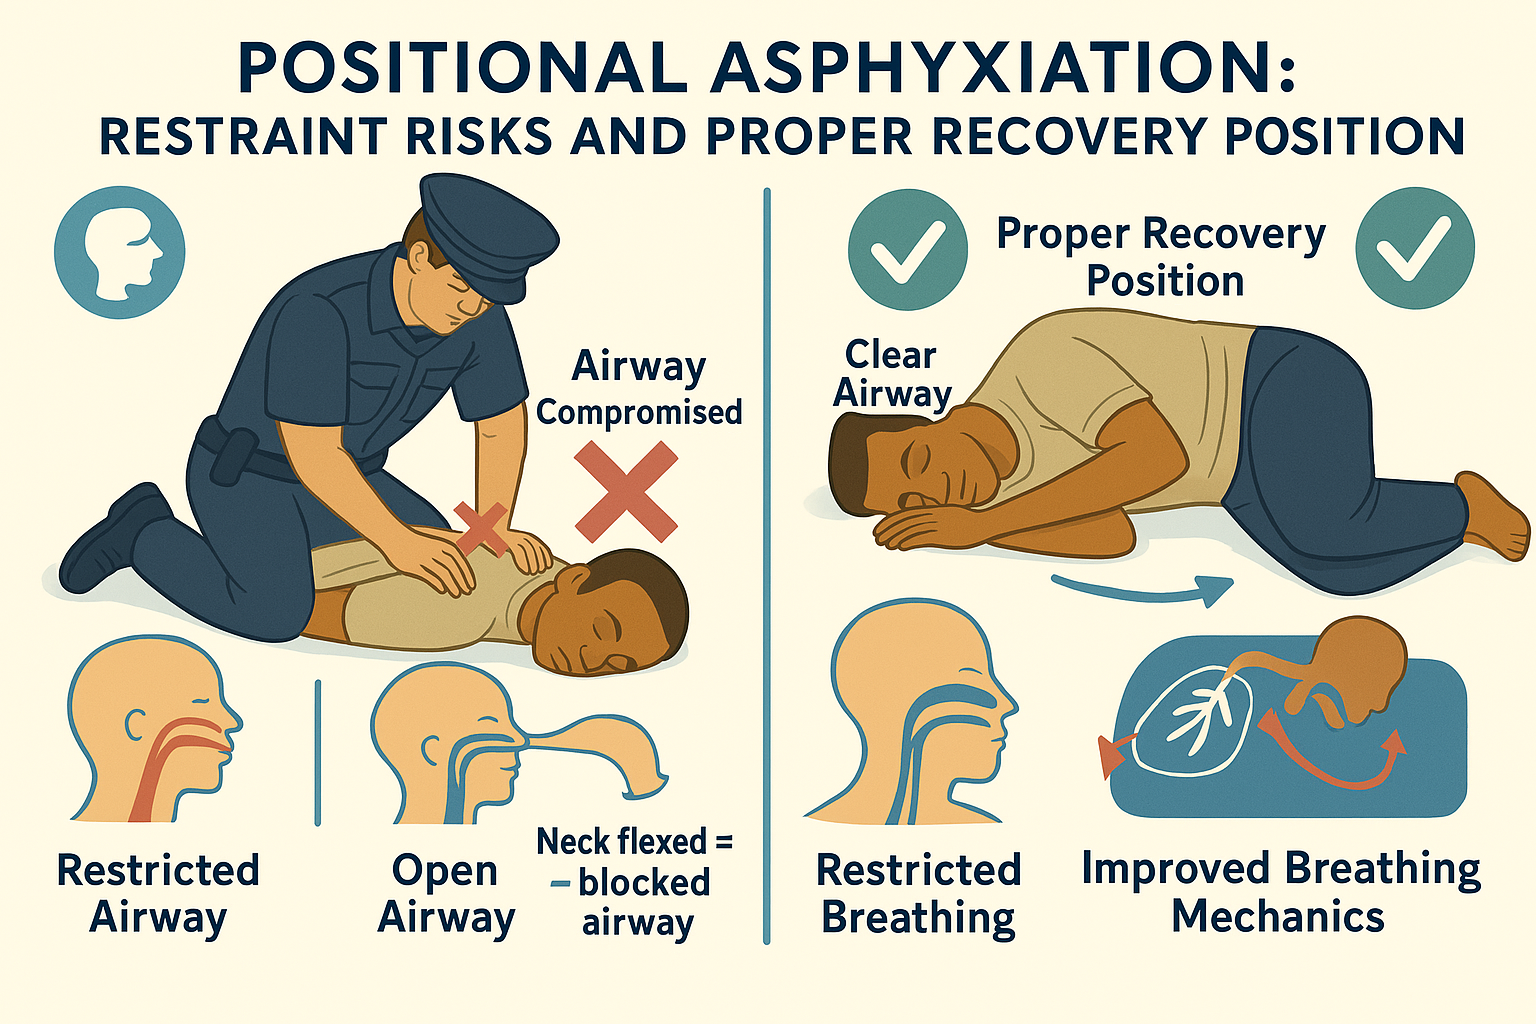 POSITIONAL ASPHYXIATION:
RESTRAINT RISKS AND PROPER RECOVERY POSITION
Airway
Compromised
Restricted
Airway
Open
Airway
Neck flexed =
– blocked
airway
Proper Recovery
Position
Clear
Airway
Restricted
Breathing
Improved Breathing
Mechanics